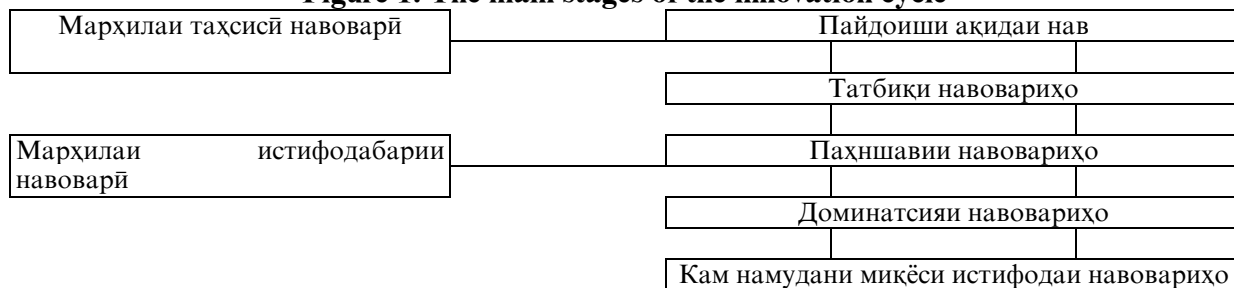 Figure 1. The main stages of the innovation cycle
Марҳилаи таҳсисӣ навоварӣ
Пайдоиши ақидаи нав
Татбиқи навовариҳо
Марҳилаи истифодабарии
навоварӣ
Паҳншавии навовариҳо
Доминатсияи навовариҳо
Кам намудани миқёси истифодаи навовариҳо